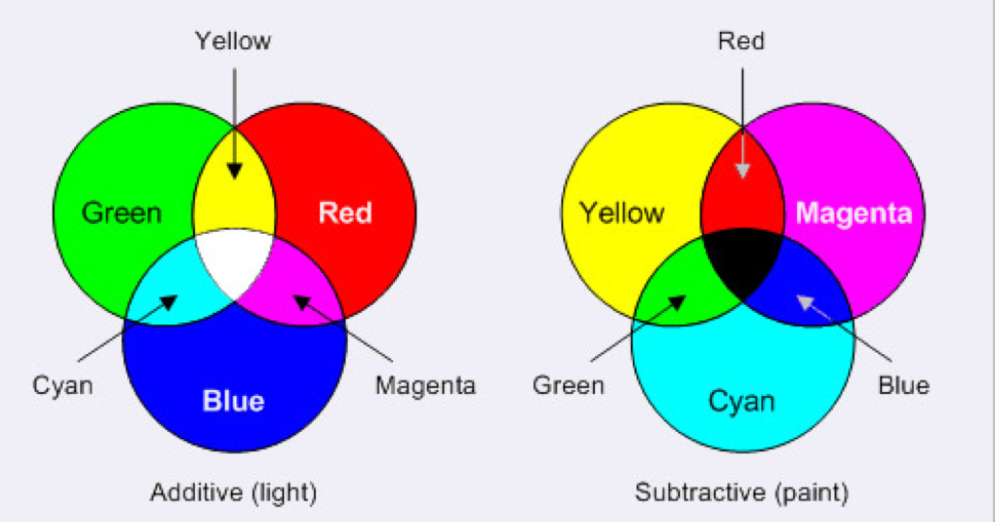 Yellow
Green
Red
Cyan
Blue
Magenta
Additive (light)
Red
Yellow
Magenta
Green
Cyan
Blue
Subtractive (paint)